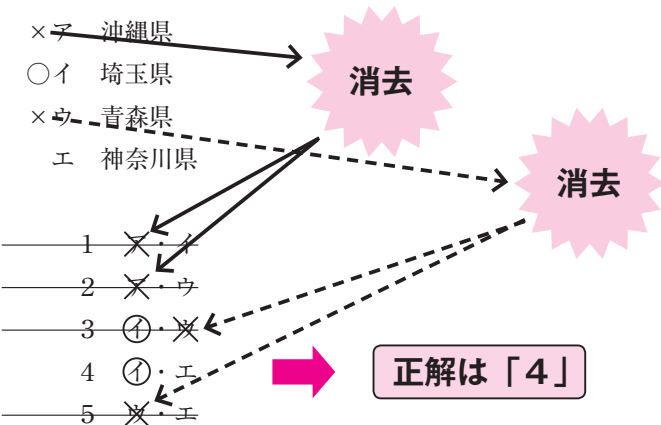 ×ア 沖縄県
○イ 埼玉県
×ウ 青森県
エ 神奈川県
消去
消去
1 ア・イ
2 ア・ウ
3 イ・ウ
4 イ・エ
5 ウ・エ
正解は「4」